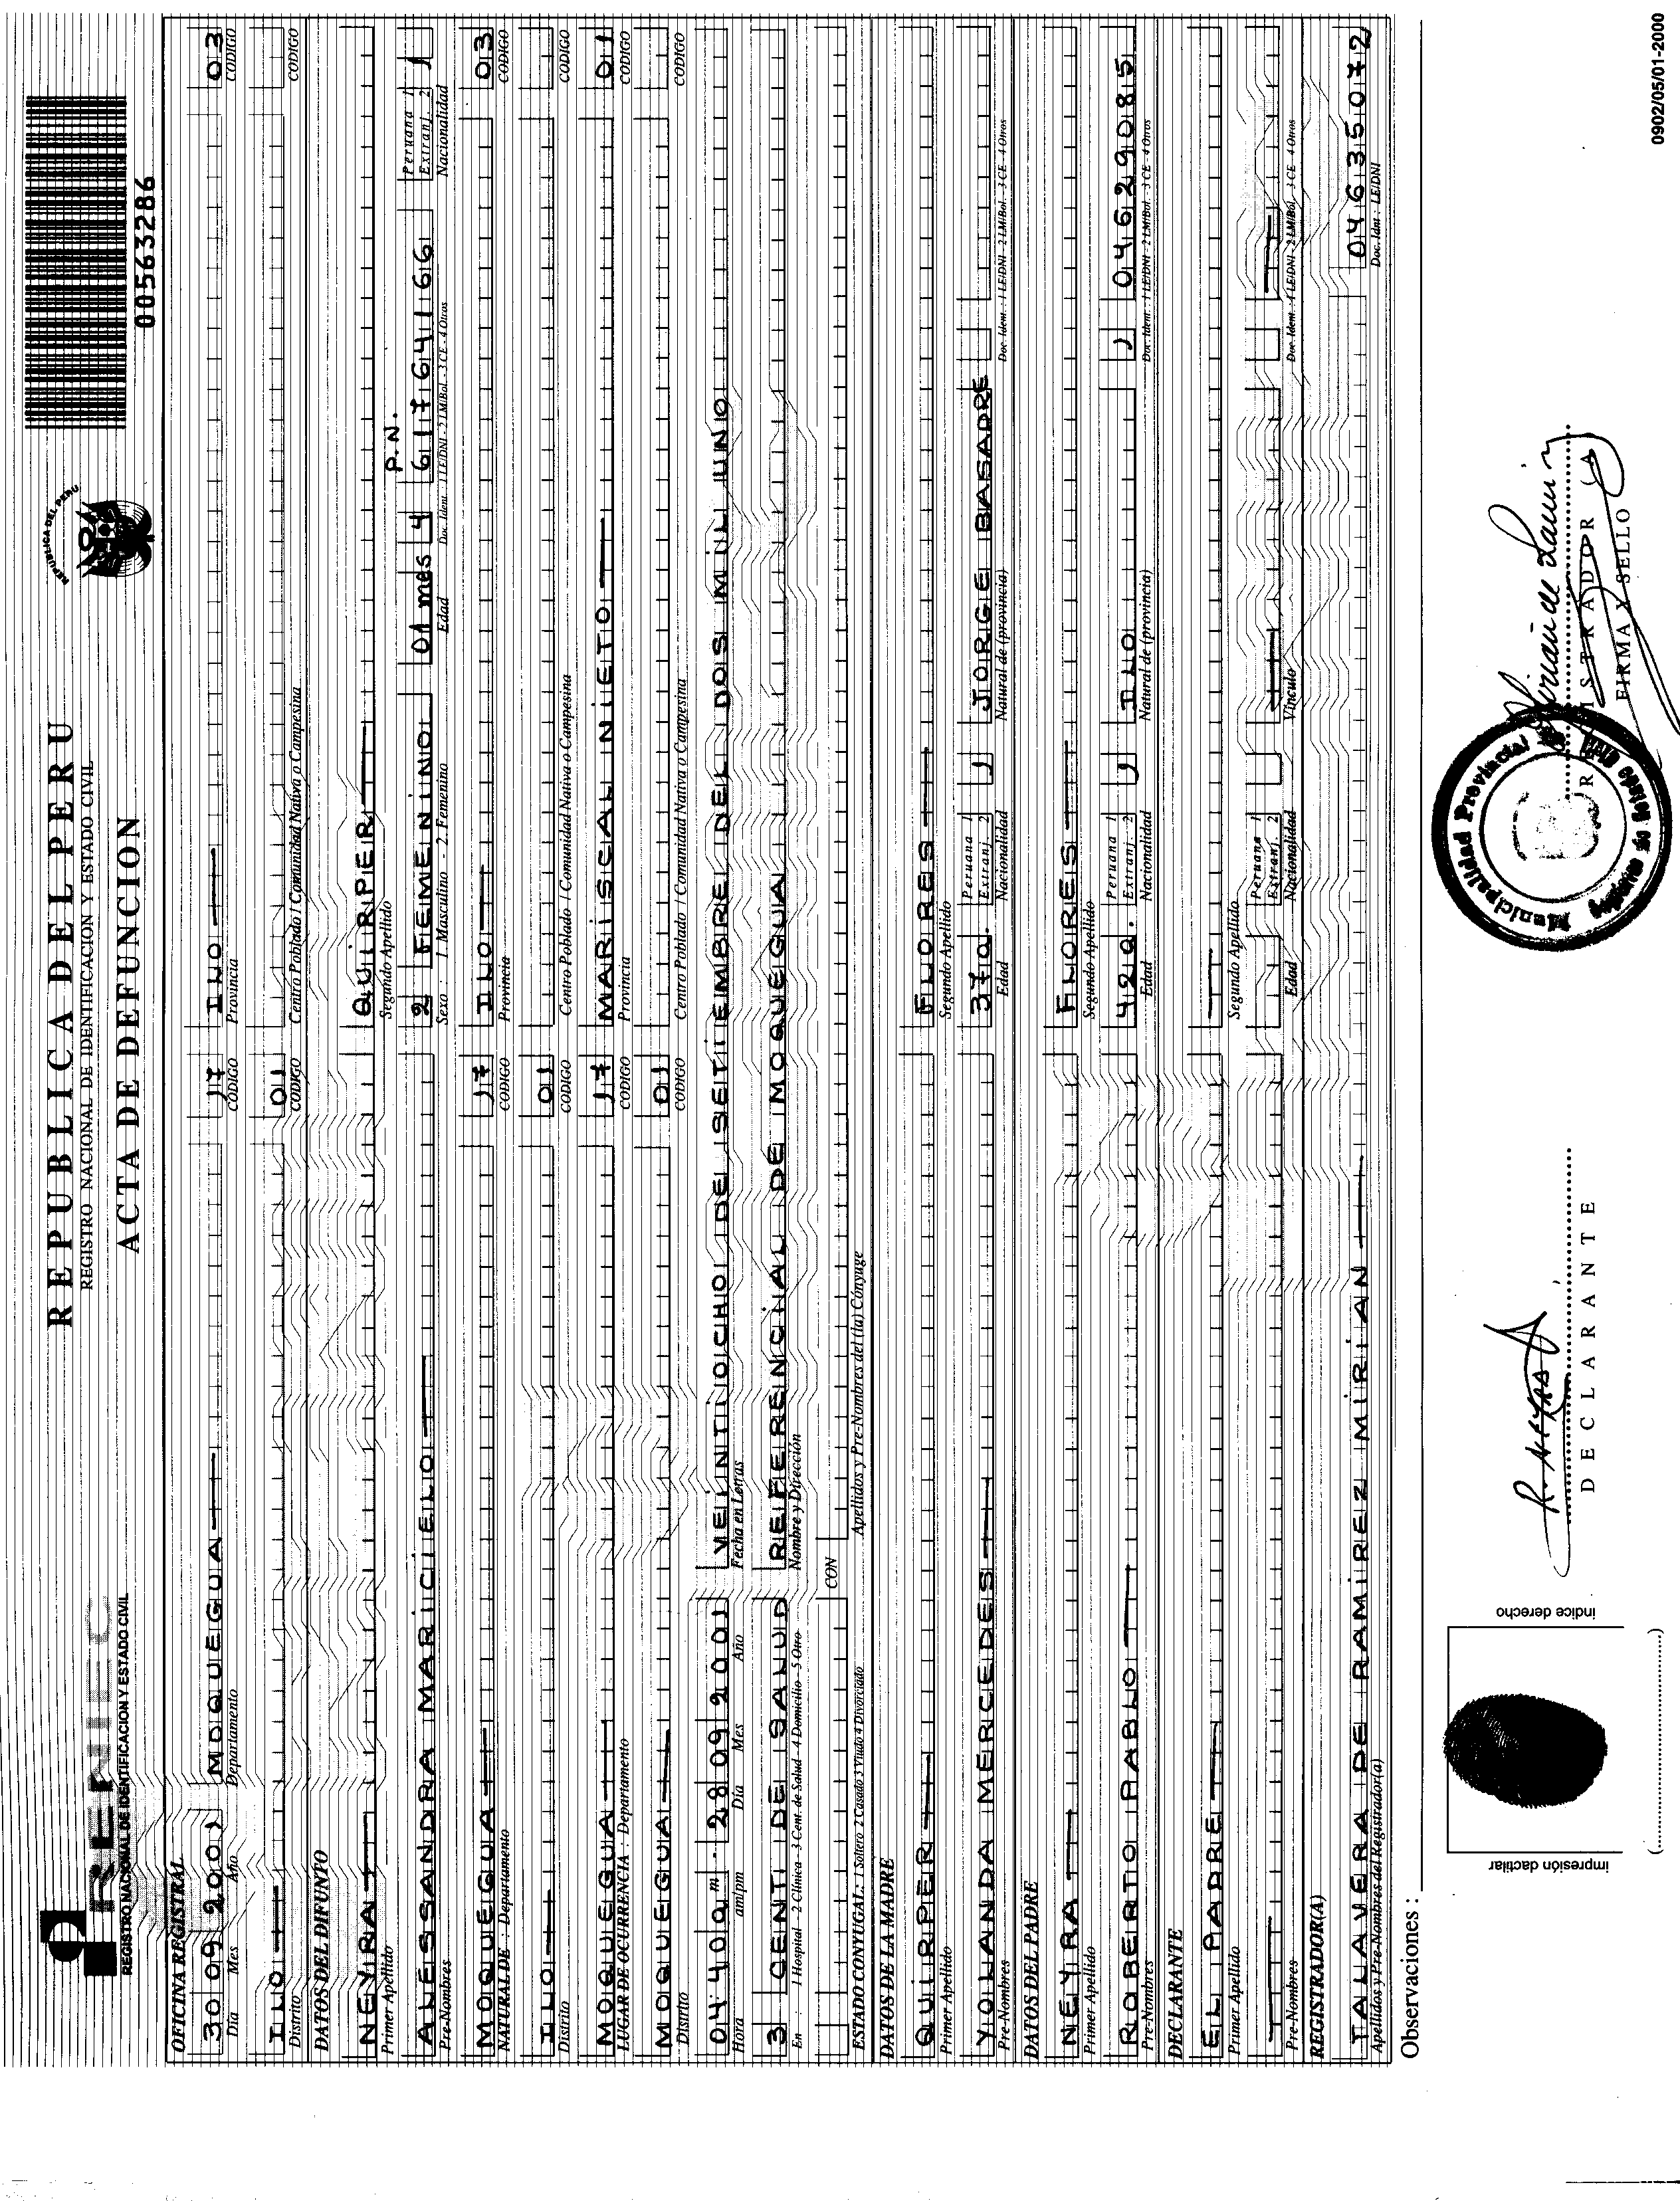 RENIEC
REGISTRO NACIONAL DE IDENTIFICACION Y ESTADO CIVIL
REPUBLICA DEL PERU
REPUBLICA DEL PERU
REGISTRO NACIONAL DE IDENTIFICACION Y ESTADO CIVIL
ACTA DE DEFUNCION
00563286
OFICINA REGISTRAL
30 09 2001 MOQUEGUA 17 ILO 03
Día Mes Año Departamento CODIGO Provincia CODIGO
ILO 01
Distrito CODIGO Centro Poblado / Comunidad Nativa o Campesina CODIGO
DATOS DEL DIFUNTO
NEYRA QUIRPER
Primer Apellido Segundo Apellido
P.N.
ALESSANDRA MARICIELO 2 FEMENINO 01 mes 4 61764166 Peruana 1 Extranj. 2 1
Pre-Nombres Sexo : 1 Masculino - 2 Femenino Edad Doc. Ident. : 1 LE/DNI - 2 LM/Bol. - 3 CE - 4 Otros Nacionalidad
MOQUEGUA 17 ILO 03
NATURAL DE : Departamento CODIGO Provincia CODIGO
ILO 01
Distrito CODIGO Centro Poblado / Comunidad Nativa o Campesina CODIGO
MOQUEGUA 17 MARISCAL NIETO 01
LUGAR DE OCURRENCIA : Departamento CODIGO Provincia CODIGO
MOQUEGUA 01
Distrito CODIGO Centro Poblado / Comunidad Nativa o Campesina CODIGO
04:40 a.m. 28 09 2001 VEINTIOCHO DE SETIEMBRE DEL DOS MIL UNO
Hora am/pm Día Mes Año Fecha en Letras
3 CENT DE SALUD REFERENCIAL DE MOQUEGUA
En : 1 Hospital 2 Clínica - 3 Cent. de Salud - 4 Domicilio - 5 Otro Nombre y Dirección
CON
ESTADO CONYUGAL : 1 Soltero 2 Casado 3 Viudo 4 Divorciado Apellidos y Pre-Nombres del (la) Cónyuge
DATOS DE LA MADRE
QUIRPER FLORES
Primer Apellido Segundo Apellido
YOLANDA MERCEDES 37a. Peruana 1 Extranj. 2 1 JORGE BASADRE
Pre-Nombres Edad Nacionalidad Natural de (provincia) Doc. Ident. : 1 LE/DNI - 2 LM/Bol. - 3 CE - 4 Otros
DATOS DEL PADRE
NEYRA FLORES
Primer Apellido Segundo Apellido
ROBERTO PABLO 42a. Peruana 1 Extranj. 2 1 ILO 1 04629085
Pre-Nombres Edad Nacionalidad Natural de (provincia) Doc. Ident. : 1 LE/DNI - 2 LM/Bol. - 3 CE - 4 Otros
DECLARANTE
EL PADRE
Primer Apellido Segundo Apellido
Peruana 1 Extranj. 2
Pre-Nombres Edad Nacionalidad Vínculo Doc. Ident. : 1 LE/DNI - 2 LM/Bol. - 3 CE - 4 Otros
REGISTRADOR(A)
TALAVERA DE RAMIREZ MIRIAN 04635072
Apellidos y Pre-Nombres del Registrador(a) Doc. Idnt : LE/DNI
Observaciones :
impresión dactilar
índice derecho
DECLARANTE
Municipalidad Provincial
REGISTRADOR (A)
FIRMA Y SELLO
0902/05/01-2000